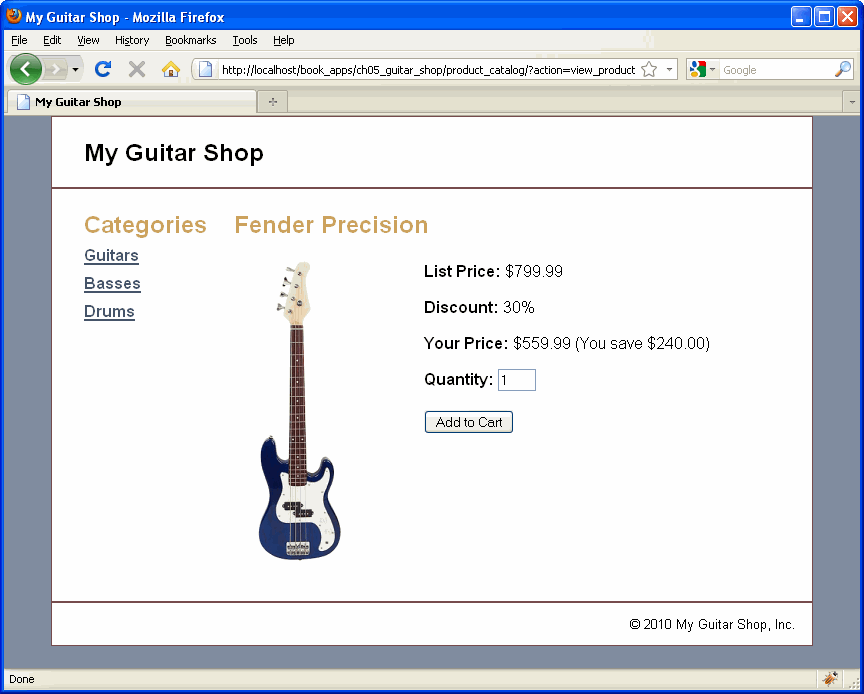 My Guitar Shop - Mozilla Firefox
File Edit View History Bookmarks Tools Help
http://localhost/book_apps/ch05_guitar_shop/product_catalog/?action=view_product
Google
My Guitar Shop
My Guitar Shop
Categories
Guitars
Basses
Drums
Fender Precision
List Price: $799.99
Discount: 30%
Your Price: $559.99 (You save $240.00)
Quantity: 1
Add to Cart
© 2010 My Guitar Shop, Inc.
Done